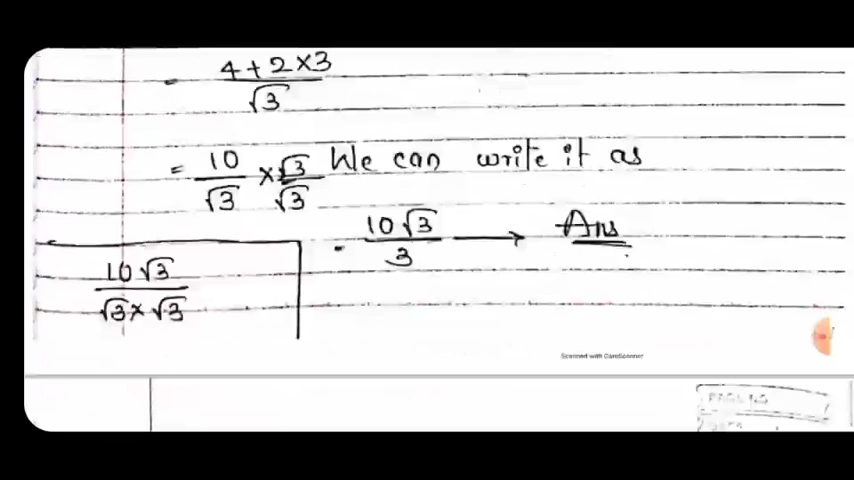 = 4+2×3
√3
= 10/√3 × √3/√3 We can write it as
= 10√3/3 → Ans
10√3
√3×√3
Scanned with CamScanner